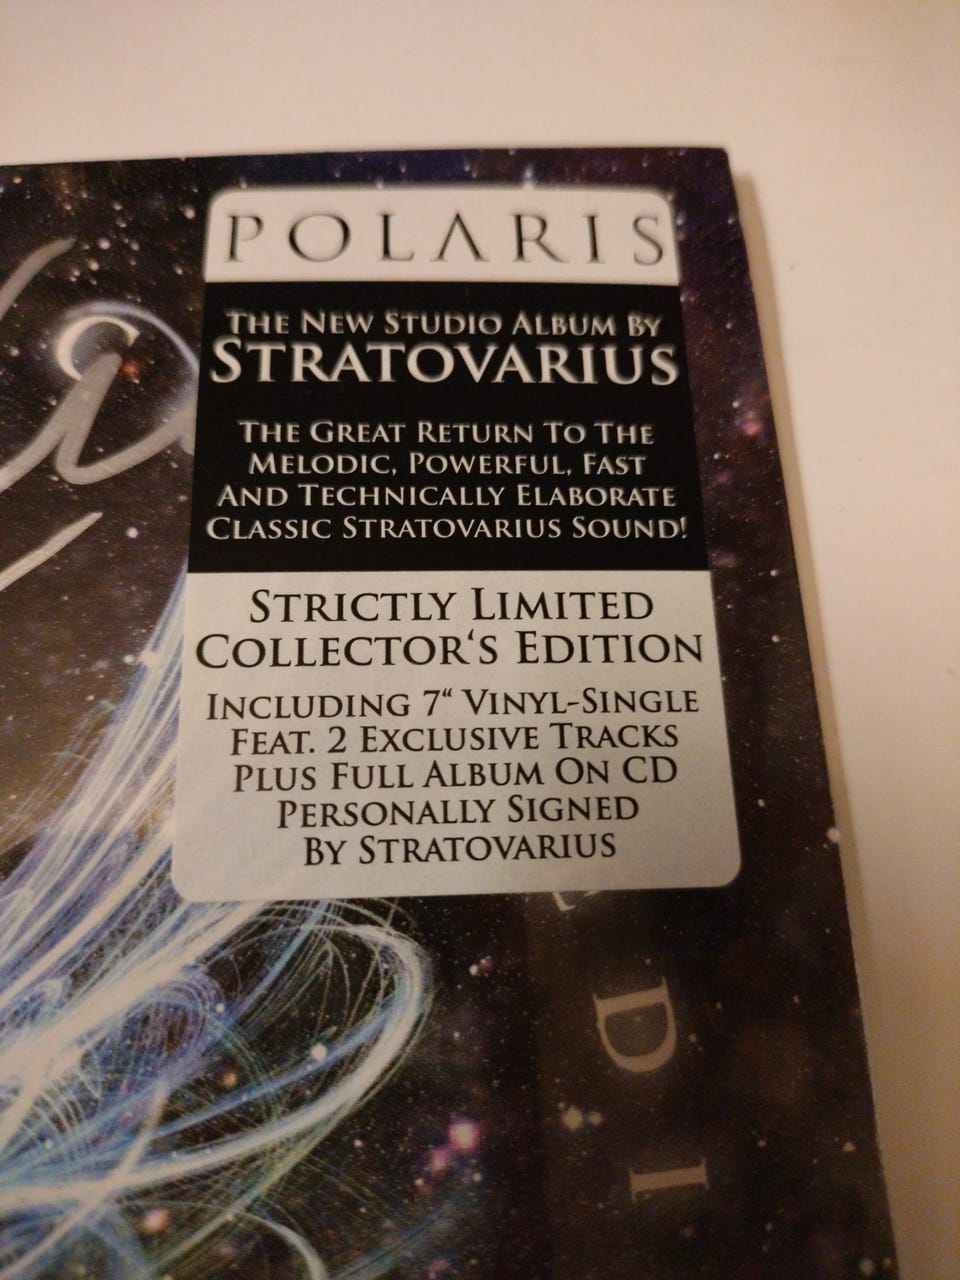 POLARIS
THE NEW STUDIO ALBUM BY
STRATOVARIUS
THE GREAT RETURN TO THE
MELODIC, POWERFUL, FAST
AND TECHNICALLY ELABORATE
CLASSIC STRATOVARIUS SOUND!
STRICTLY LIMITED
COLLECTOR‘S EDITION
INCLUDING 7“ VINYL-SINGLE
FEAT. 2 EXCLUSIVE TRACKS
PLUS FULL ALBUM ON CD
PERSONALLY SIGNED
BY STRATOVARIUS